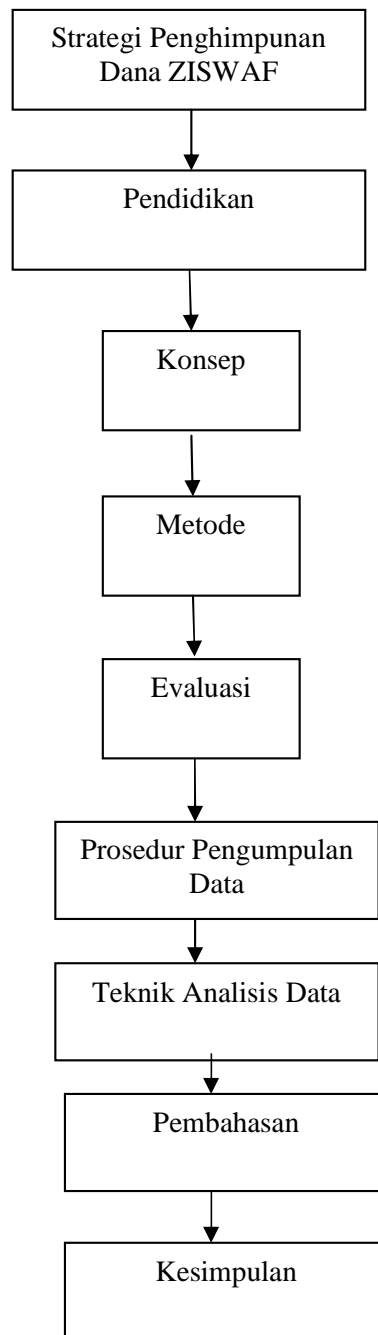 Strategi Penghimpunan
Dana ZISWAF
Pendidikan
Konsep
Metode
Evaluasi
Prosedur Pengumpulan
Data
Teknik Analisis Data
Pembahasan
Kesimpulan